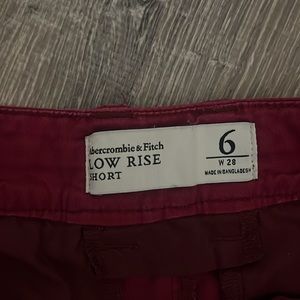 Abercrombie & Fitch
LOW RISE
SHORT
6
W 28
MADE IN BANGLADESH